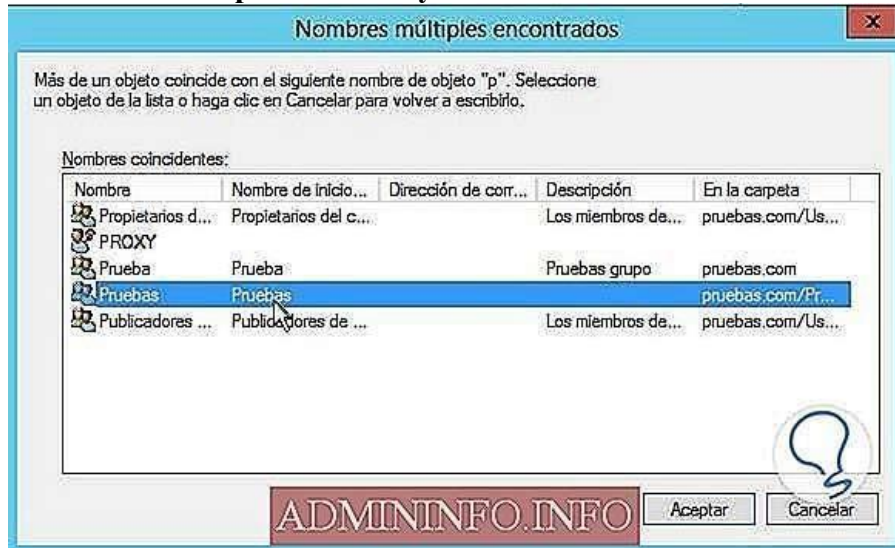 Nombres múltiples encontrados
x
Más de un objeto coincide con el siguiente nombre de objeto "p". Seleccione
un objeto de la lista o haga clic en Cancelar para volver a escribirlo.
Nombres coincidentes:
Nombre Nombre de inicio... Dirección de corr... Descripción En la carpeta
Propietarios d... Propietarios del c... Los miembros de... pruebas.com/Us...
PROXY
Prueba Prueba Pruebas grupo pruebas.com
Pruebas Pruebas pruebas.com/Pr...
Publicadores ... Publicadores de ... Los miembros de... pruebas.com/Us...
ADMININFO.INFO
Aceptar Cancelar